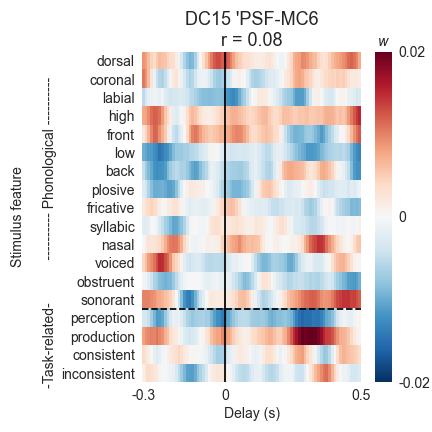 DC15 'PSF-MC6
r = 0.08
w
dorsal
coronal
labial
high
front
low
back
plosive
fricative
syllabic
nasal
voiced
obstruent
sonorant
perception
production
consistent
inconsistent
Stimulus feature
-Task-related- ---------- Phonological ----------
0.02
0
-0.02
-0.3 0 0.5
Delay (s)